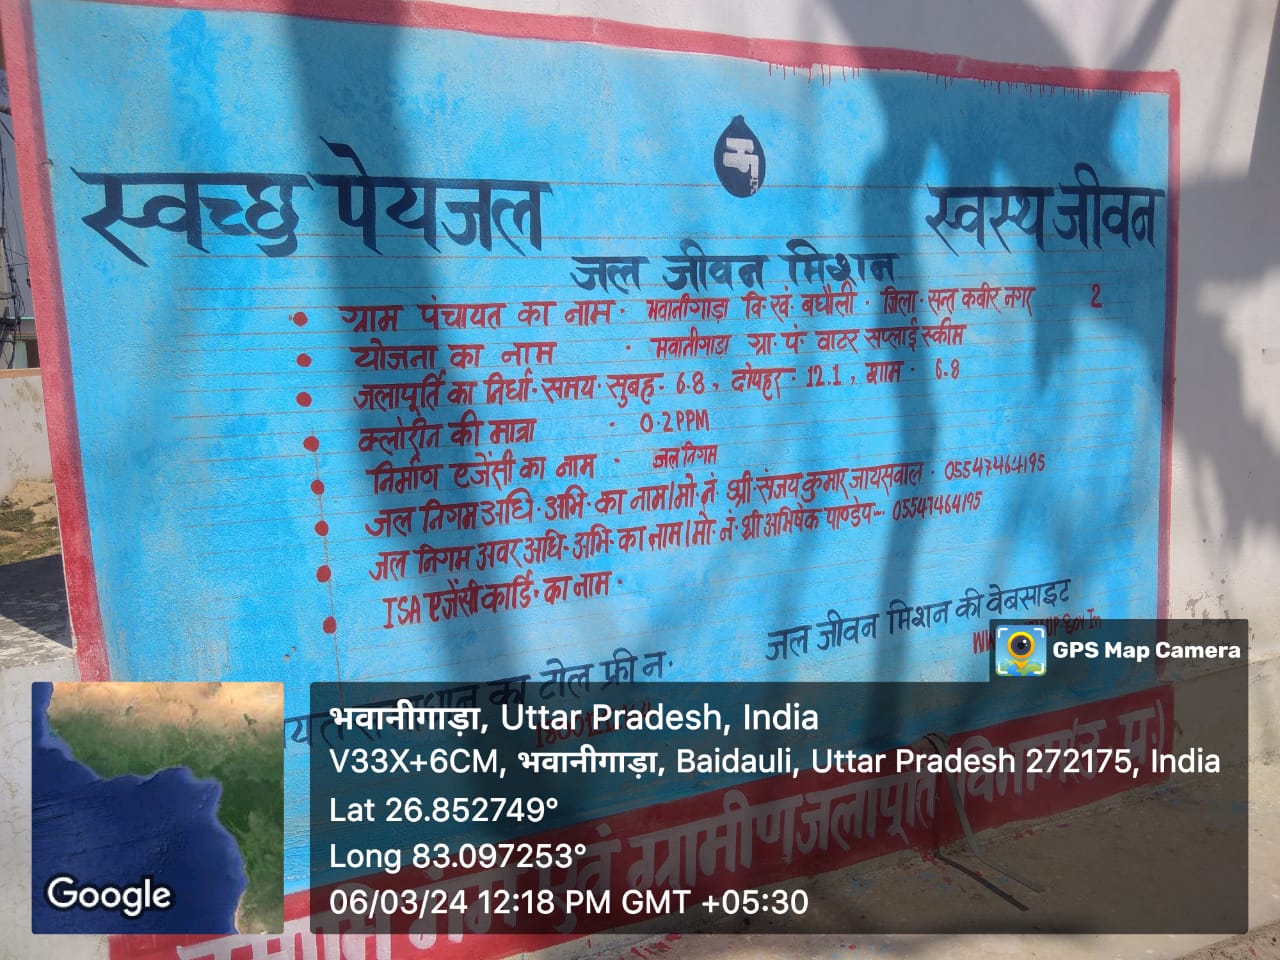 स्वच्छ पेयजल
स्वस्थ जीवन
जल जीवन मिशन
• ग्राम पंचायत का नाम · भवानीगाड़ा वि·खं· बघौली · जिला· सन्त कबीर नगर 2
• योजना का नाम · भवानीगाड़ा ग्रा· पं· वाटर सप्लाई स्कीम
• जलापूर्ति का निर्धा· समय· सुबह- 6.8, दोपहर· 12.1, शाम· 6.8
• क्लोरीन की मात्रा · 0.2PPM
• निर्माण एजेंसी का नाम · जल निगम
• जल निगम अधि· अभि· का नाम/मो· नं· श्री संजय कुमार जायसवाल · 05547464195
• जल निगम अवर अधि· अभि· का नाम/मो· नं· श्री अभिषेक पाण्डेप-- 05547464195
• ISA एजेंसी कार्डि· का नाम ·
जल जीवन मिशन की वेबसाइट
का टोल फ्री न·
एवं ग्रामीण जलापूर्ति विभाग(उ· प्र·)
GPS Map Camera
भवानीगाड़ा, Uttar Pradesh, India
V33X+6CM, भवानीगाड़ा, Baidauli, Uttar Pradesh 272175, India
Lat 26.852749°
Long 83.097253°
06/03/24 12:18 PM GMT +05:30
Google